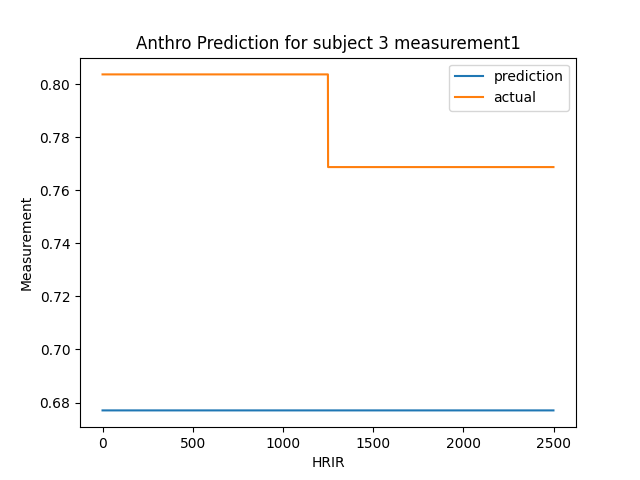 Anthro Prediction for subject 3 measurement1
prediction
actual
Measurement
0.80
0.78
0.76
0.74
0.72
0.70
0.68
0 500 1000 1500 2000 2500
HRIR